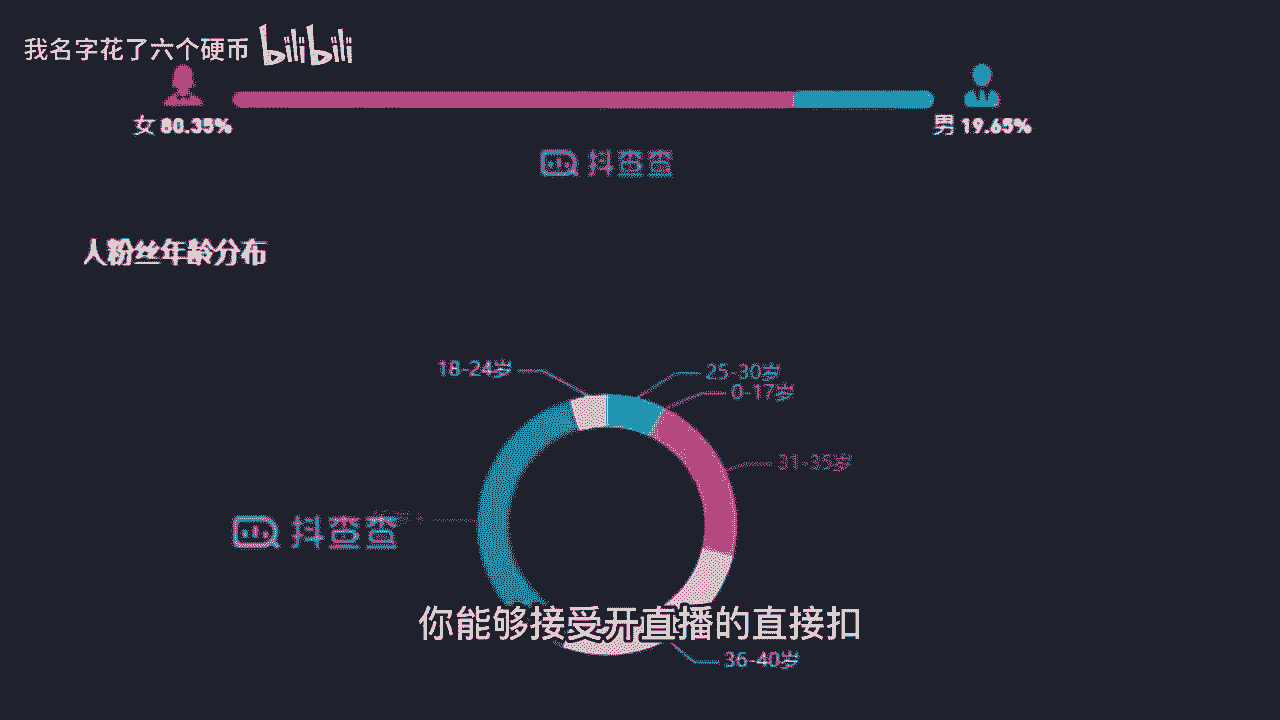 我名字花了六个硬币 bilibili
女 80.35%
男 19.65%
抖查查
人粉丝年龄分布
18-24岁
25-30岁
0-17岁
31-35岁
抖查查
你能够接受开直播的直接扣
36-40岁